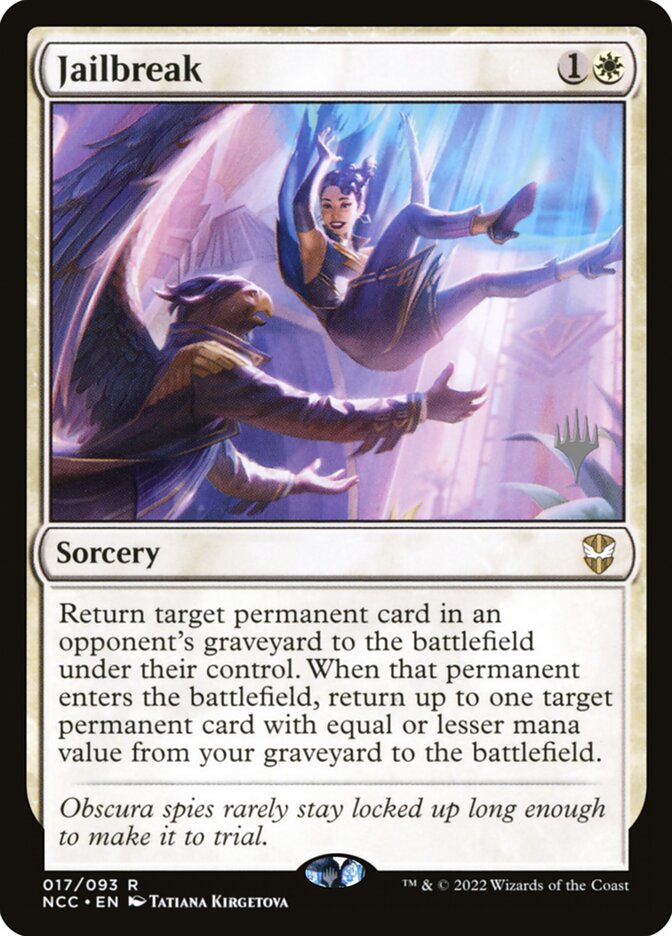 Jailbreak 1
Sorcery
Return target permanent card in an
opponent's graveyard to the battlefield
under their control. When that permanent
enters the battlefield, return up to one target
permanent card with equal or lesser mana
value from your graveyard to the battlefield.
Obscura spies rarely stay locked up long enough
to make it to trial.
017/093 R
NCC • EN Tatiana Kirgetova
™ & © 2022 Wizards of the Coast